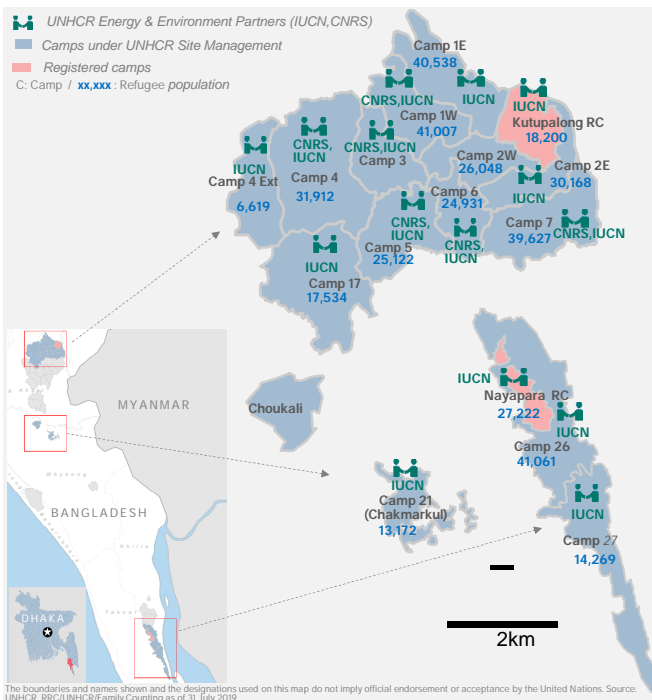 UNHCR Energy & Environment Partners (IUCN,CNRS)
Camps under UNHCR Site Management
Registered camps
C: Camp / xx,xxx : Refugee population
Camp 1E
40,538
CNRS,IUCN
IUCN
IUCN
Kutupalong RC
18,200
Camp 1W
41,007
CNRS,IUCN
Camp 3
CNRS,
IUCN
Camp 4
31,912
IUCN
Camp 4 Ext
6,619
Camp 2W
26,048
Camp 2E
30,168
IUCN
Camp 6
24,931
CNRS,
IUCN
CNRS,
IUCN
Camp 7
39,627
CNRS,IUCN
Camp 5
25,122
IUCN
Camp 17
17,534
MYANMAR
Choukali
BANGLADESH
Whykong
Nhilla
DHAKA
IUCN
Nayapara RC
27,222
IUCN
Camp 26
41,061
IUCN
Camp 21
(Chakmarkul)
13,172
IUCN
Camp 27
14,269
2km
The boundaries and names shown and the designations used on this map do not imply official endorsement or acceptance by the United Nations. Source:
UNHCR, RRC/UNHCR/Family Counting as of 31 July 2019